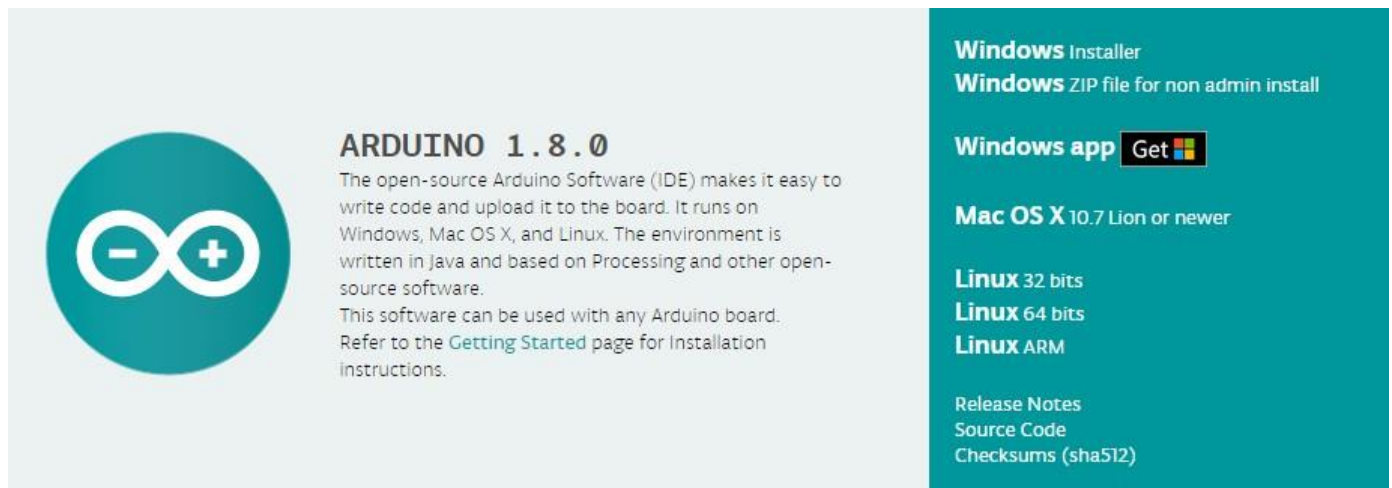 ARDUINO 1.8.0
The open-source Arduino Software (IDE) makes it easy to
write code and upload it to the board. It runs on
Windows, Mac OS X, and Linux. The environment is
written in Java and based on Processing and other open-
source software.
This software can be used with any Arduino board.
Refer to the Getting Started page for Installation
instructions.
Windows Installer
Windows ZIP file for non admin install
Windows app Get
Mac OS X 10.7 Lion or newer
Linux 32 bits
Linux 64 bits
Linux ARM
Release Notes
Source Code
Checksums (sha512)